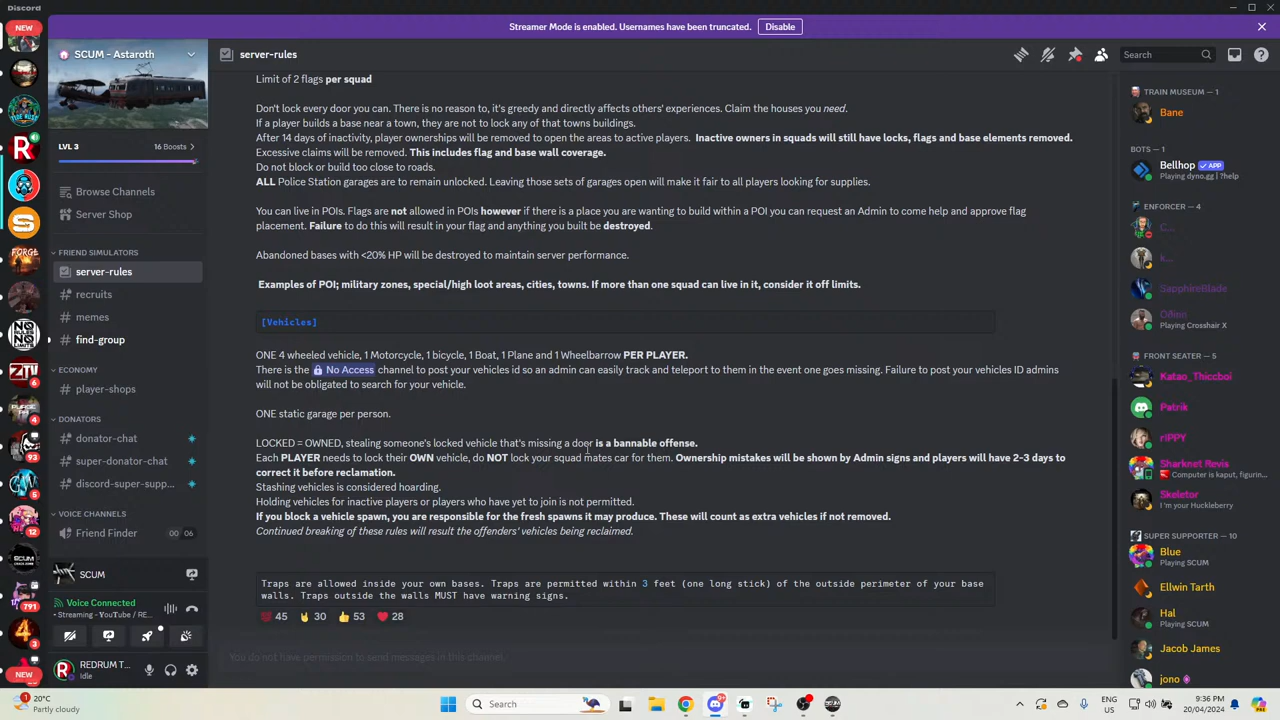 Discord
Streamer Mode is enabled. Usernames have been truncated.
Disable
NEW
SCUM - Astaroth
LVL 3
16 Boosts
Browse Channels
Server Shop
FRIEND SIMULATORS
server-rules
recruits
memes
find-group
ECONOMY
player-shops
DONATORS
donator-chat
super-donator-chat
discord-super-supp...
VOICE CHANNELS
Friend Finder
00 06
SCUM
Voice Connected
Streaming - YouTube / RE...
REDRUM T...
Idle
FORGE
NO RULES NO LIMITS
ZTV
6
4
93
5
12
791
3
NEW
server-rules
Search
Limit of 2 flags per squad
Don't lock every door you can. There is no reason to, it's greedy and directly affects others' experiences. Claim the houses you need.
If a player builds a base near a town, they are not to lock any of that towns buildings.
After 14 days of inactivity, player ownerships will be removed to open the areas to active players. Inactive owners in squads will still have locks, flags and base elements removed.
Excessive claims will be removed. This includes flag and base wall coverage.
Do not block or build too close to roads.
ALL Police Station garages are to remain unlocked. Leaving those sets of garages open will make it fair to all players looking for supplies.
You can live in POIs. Flags are not allowed in POIs however if there is a place you are wanting to build within a POI you can request an Admin to come help and approve flag
placement. Failure to do this will result in your flag and anything you built be destroyed.
Abandoned bases with <20% HP will be destroyed to maintain server performance.
Examples of POI; military zones, special/high loot areas, cities, towns. If more than one squad can live in it, consider it off limits.
[Vehicles]
ONE 4 wheeled vehicle, 1 Motorcycle, 1 bicycle, 1 Boat, 1 Plane and 1 Wheelbarrow PER PLAYER.
There is the No Access channel to post your vehicles id so an admin can easily track and teleport to them in the event one goes missing. Failure to post your vehicles ID admins
will not be obligated to search for your vehicle.
ONE static garage per person.
LOCKED = OWNED, stealing someone's locked vehicle that's missing a door is a bannable offense.
Each PLAYER needs to lock their OWN vehicle, do NOT lock your squad mates car for them. Ownership mistakes will be shown by Admin signs and players will have 2-3 days to
correct it before reclamation.
Stashing vehicles is considered hoarding.
Holding vehicles for inactive players or players who have yet to join is not permitted.
If you block a vehicle spawn, you are responsible for the fresh spawns it may produce. These will count as extra vehicles if not removed.
Continued breaking of these rules will result the offenders' vehicles being reclaimed.
Traps are allowed inside your own bases. Traps are permitted within 3 feet (one long stick) of the outside perimeter of your base
walls. Traps outside the walls MUST have warning signs.
45
30
53
28
You do not have permission to send messages in this channel.
TRAIN MUSEUM — 1
Bane
BOTS — 1
Bellhop
APP
Playing dyno.gg | ?help
ENFORCER — 4
C...
k...
SapphireBlade
Oðinn
Playing Crosshair X
FRONT SEATER — 5
Katao_Thiccboi
Patrik
rIPPY
Sharknet Revis
Computer is kaput, figurin...
Skeletor
I 'm your Huckleberry
SUPER SUPPORTER — 10
Blue
Playing SCUM
Ellwin Tarth
Hal
Playing SCUM
Jacob James
jono
20°C
Partly cloudy
1
Search
9+
ENG
US
9:36 PM
20/04/2024